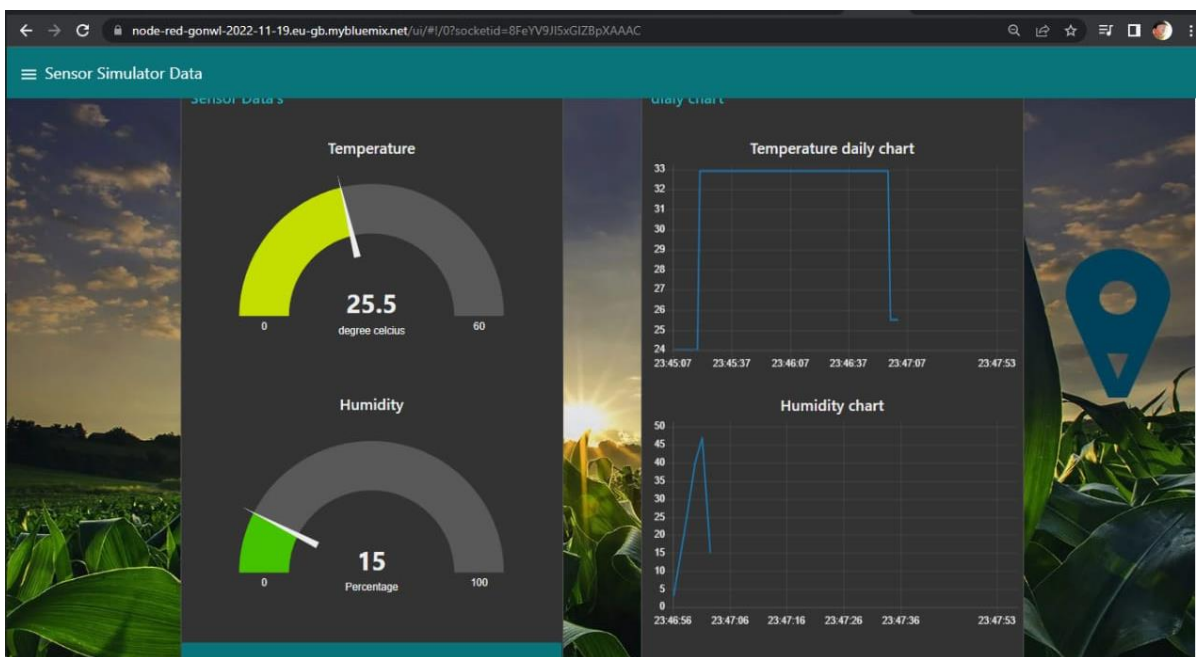 node-red-gonwl-2022-11-19.eu-gb.mybluemix.net/ui/#!/0?socketid=8FeYV9JI5xGIZBpXAAAC
Sensor Simulator Data
Sensor Data's
Temperature
25.5
degree celcius
0
60
Humidity
15
Percentage
0
100
dialy chart
Temperature daily chart
33
32
31
30
29
28
27
26
25
24
23:45:07 23:45:37 23:46:07 23:46:37 23:47:07 23:47:53
Humidity chart
50
45
40
35
30
25
20
15
10
5
0
23:46:56 23:47:06 23:47:16 23:47:26 23:47:36 23:47:53